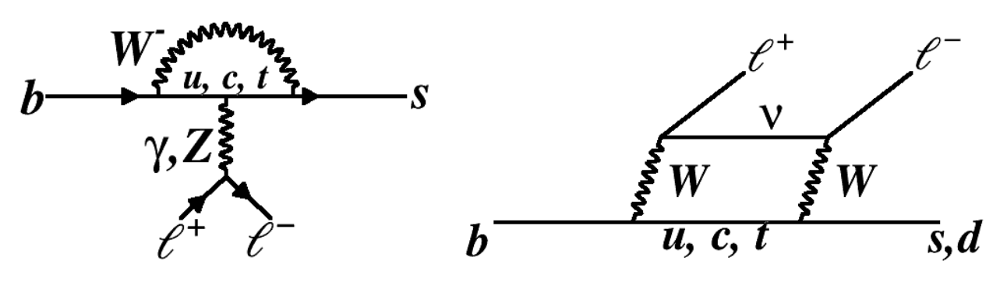 W⁻
u, c, t
b
s
γ, Z
ℓ⁺
ℓ⁻
ℓ⁺
ℓ⁻
ν
W
W
b
u, c, t
s,d